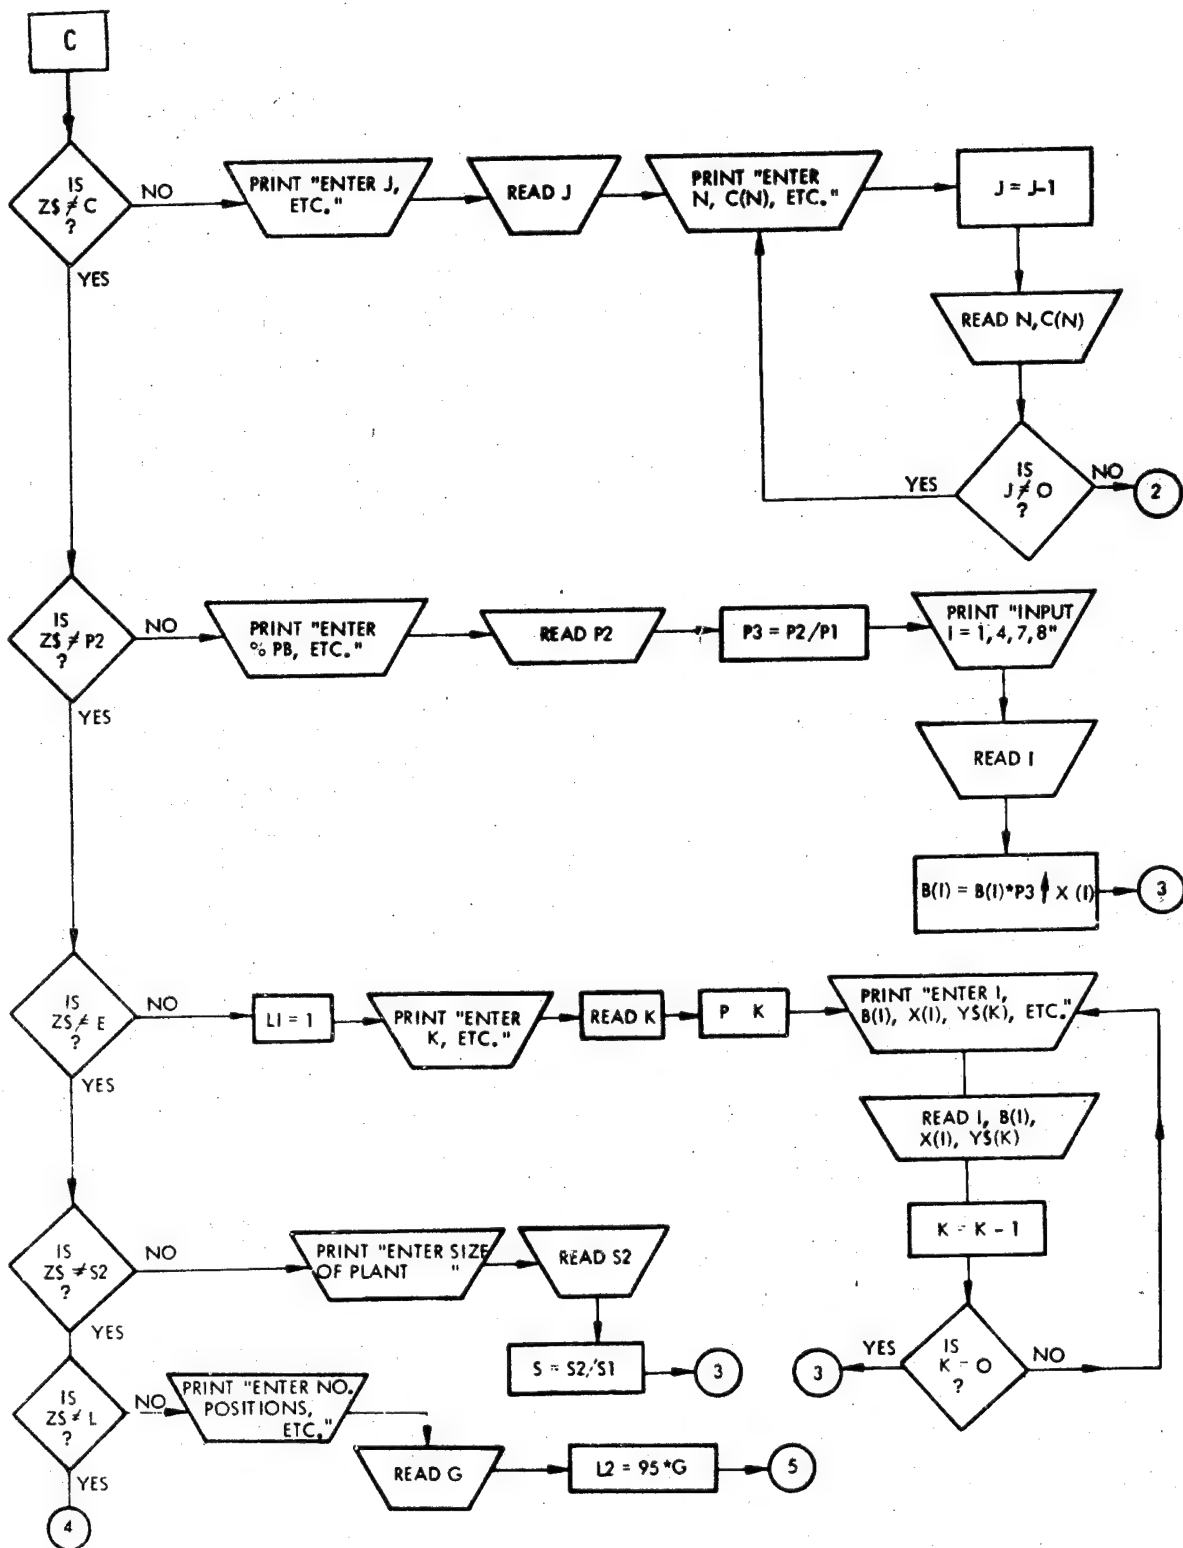 C
IS
Z$ ≠ C
?
NO
YES
PRINT "ENTER J,
ETC."
READ J
PRINT "ENTER
N, C(N), ETC."
J = J-1
READ N, C(N)
IS
J ≠ O
?
YES
NO
2
IS
Z$ ≠ P2
?
NO
YES
PRINT "ENTER
% PB, ETC."
READ P2
P3 = P2/P1
PRINT "INPUT
I = 1, 4, 7, 8"
READ I
B(I) = B(I)*P3 ↑ X (I)
3
IS
Z$ ≠ E
?
NO
YES
LI = 1
PRINT "ENTER
K, ETC."
READ K
P K
PRINT "ENTER I,
B(I), X(I), Y$(K), ETC."
READ I, B(I),
X(I), Y$(K)
K = K - 1
IS
K = O
?
YES
NO
3
IS
Z$ ≠ S2
?
NO
YES
PRINT "ENTER SIZE
OF PLANT "
READ S2
S = S2/S1
3
IS
Z$ ≠ L
?
NO
YES
PRINT "ENTER NO.
POSITIONS,
ETC."
READ G
L2 = 95*G
5
4